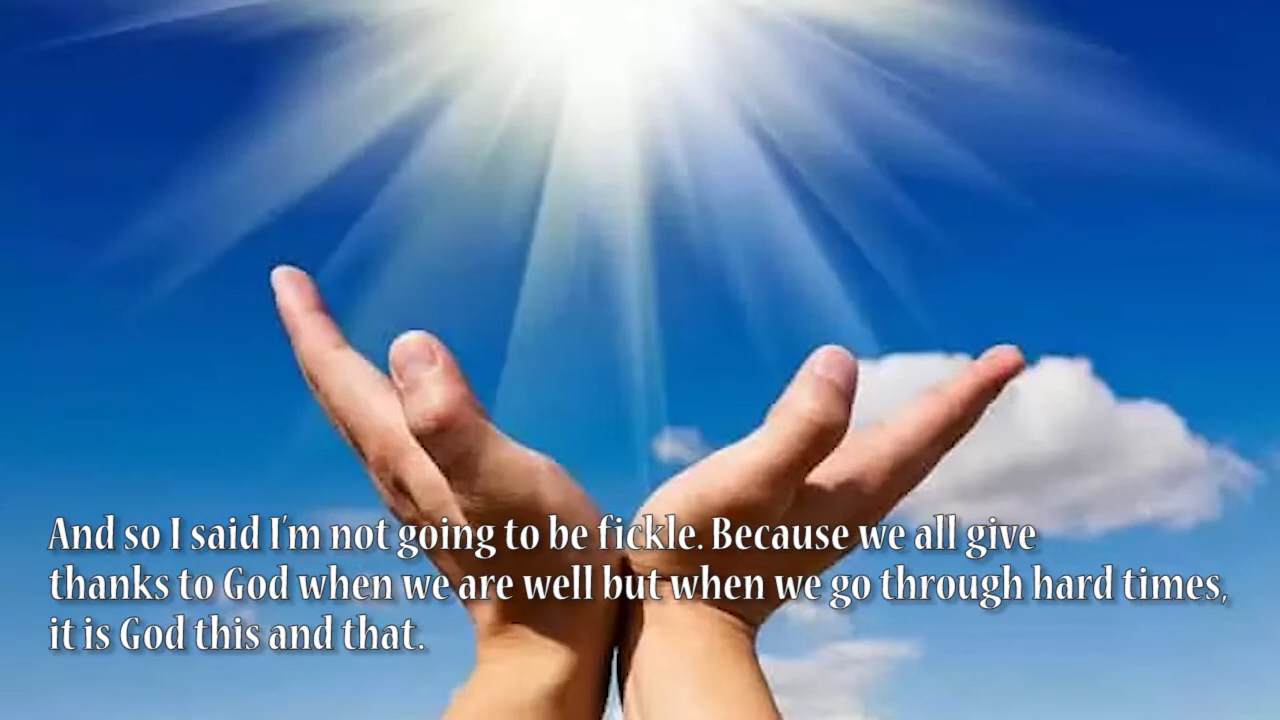 And so I said I'm not going to be fickle. Because we all give
thanks to God when we are well but when we go through hard times,
it is God this and that.